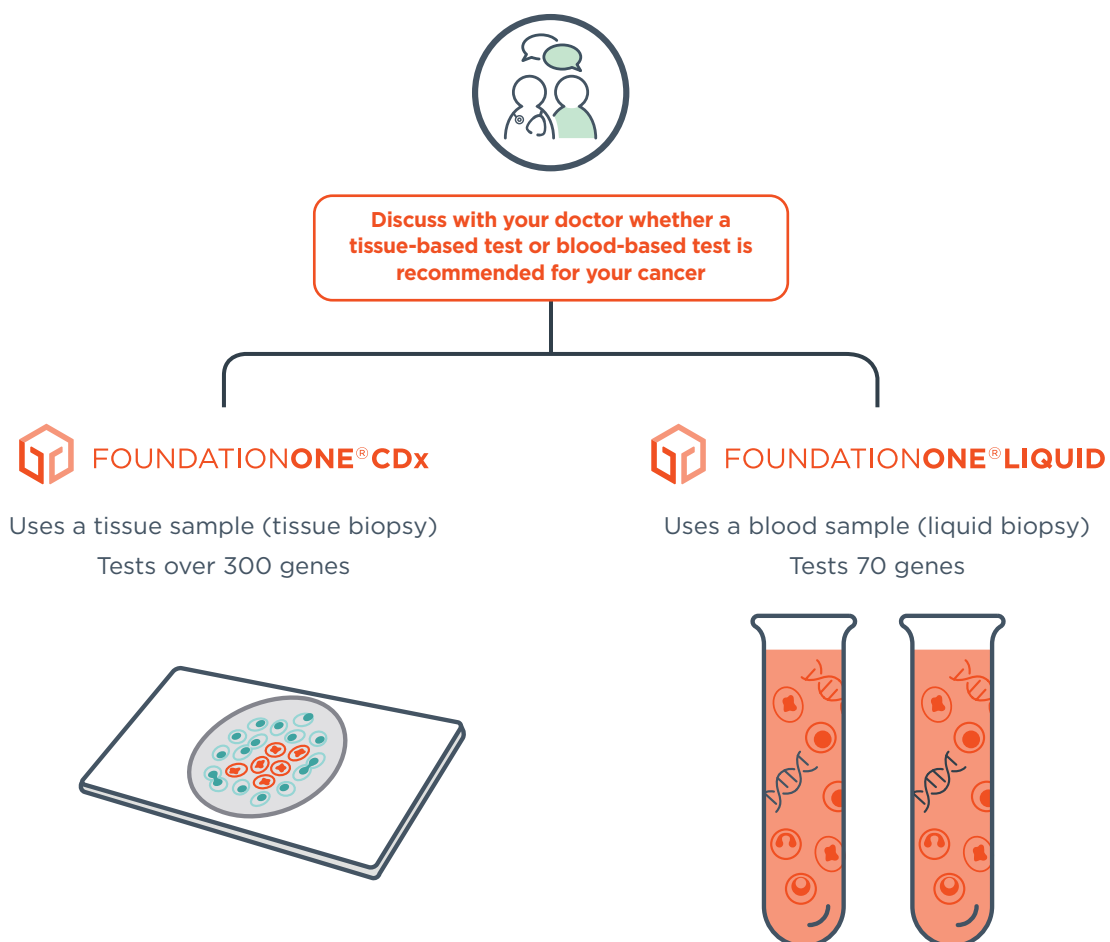 Discuss with your doctor whether a
tissue-based test or blood-based test is
recommended for your cancer
FOUNDATIONONE®CDx
Uses a tissue sample (tissue biopsy)
Tests over 300 genes
FOUNDATIONONE®LIQUID
Uses a blood sample (liquid biopsy)
Tests 70 genes